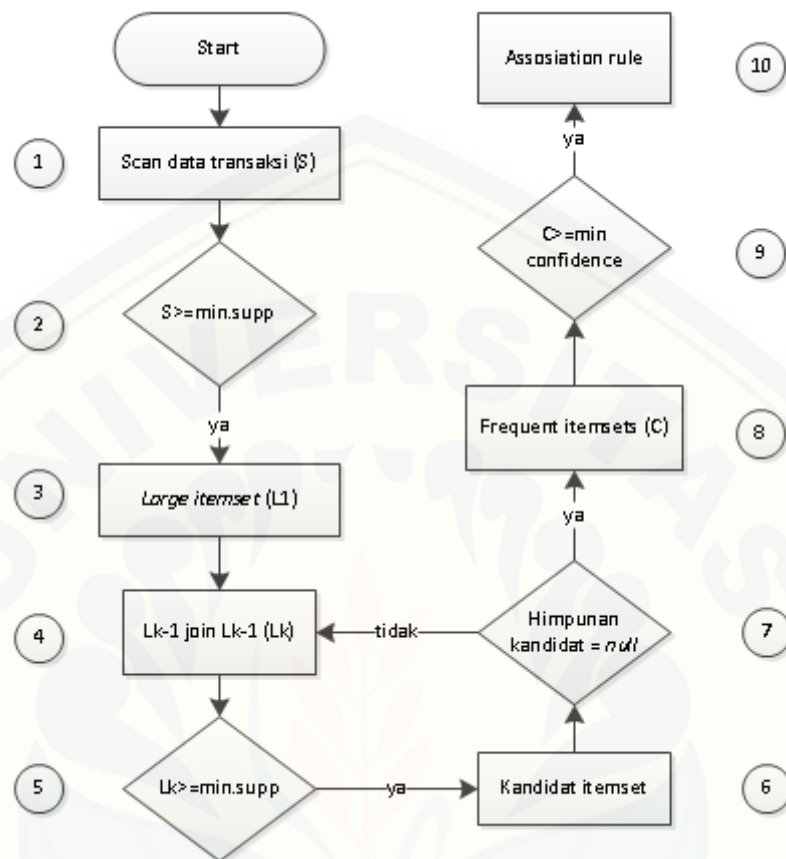 Start
1
Scan data transaksi (S)
2
S>=min.supp
ya
3
Large itemset (L1)
4
Lk-1 join Lk-1 (Lk)
5
Lk>=min.supp
ya
Kandidat itemset
6
Himpunan
kandidat = null
7
tidak
ya
Frequent itemsets (C)
8
C>=min
confidence
9
ya
Assosiation rule
10
UNIVERSITAS